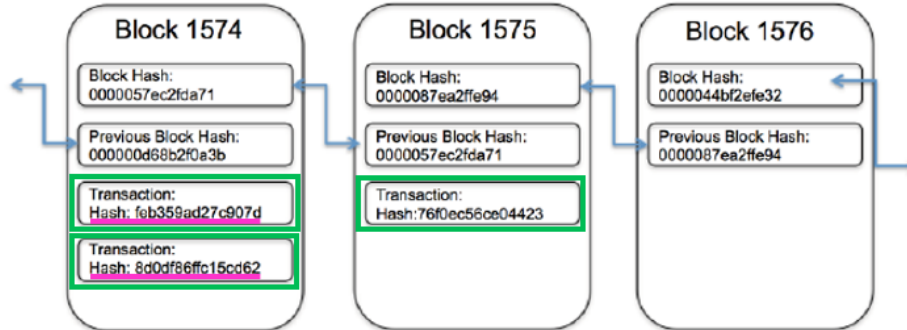 Block 1574
Block Hash:
0000057ec2fda71
Previous Block Hash:
000000d68b2f0a3b
Transaction:
Hash: feb359ad27c907d
Transaction:
Hash: 8d0df86ffc15cd62
Block 1575
Block Hash:
0000087ea2ffe94
Previous Block Hash:
0000057ec2fda71
Transaction:
Hash:76f0ec56ce04423
Block 1576
Block Hash:
0000044bf2efe32
Previous Block Hash:
0000087ea2ffe94